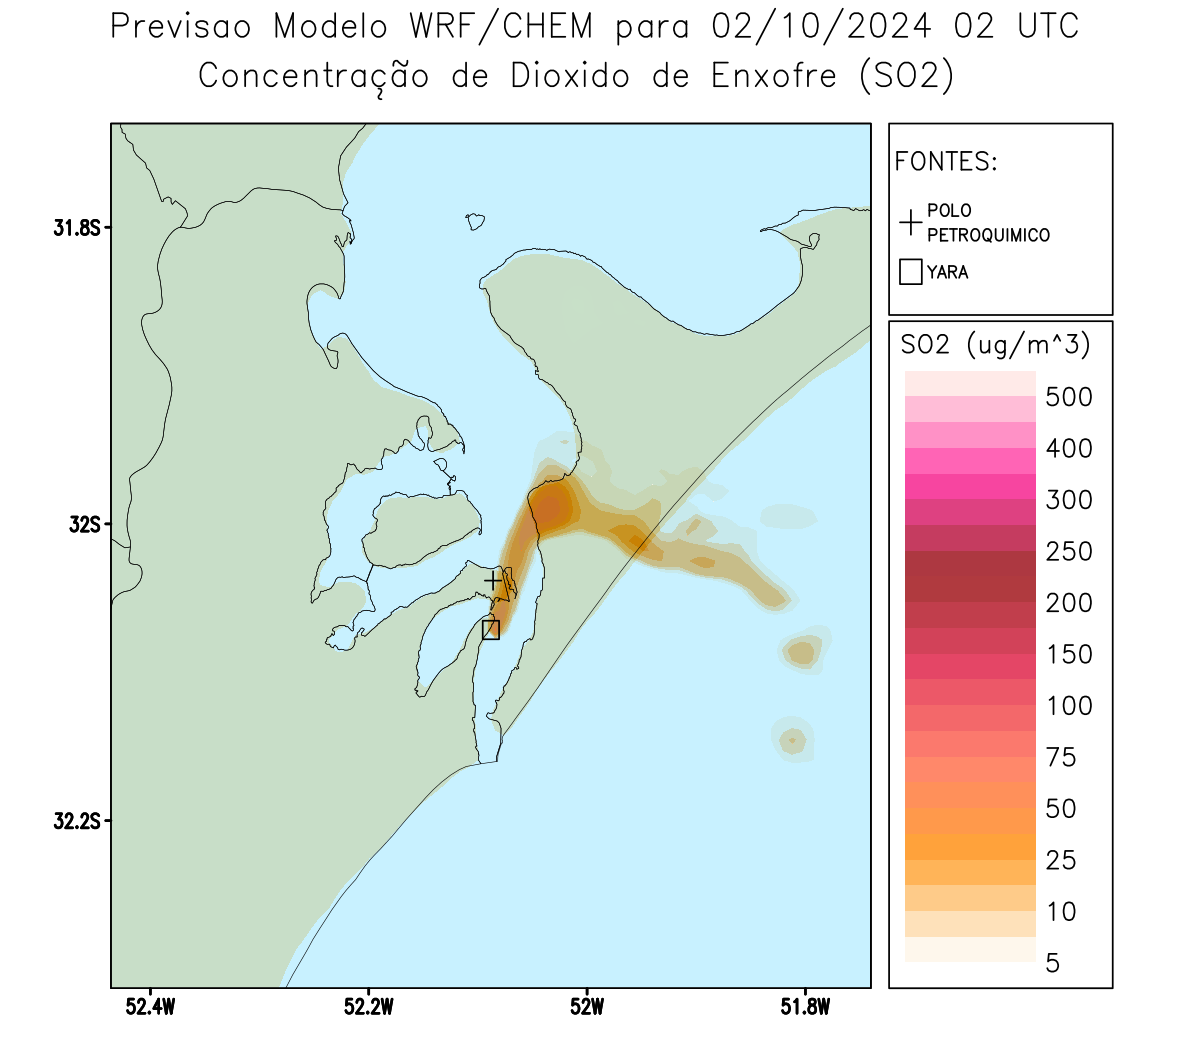 Previsao Modelo WRF/CHEM para 02/10/2024 02 UTC
Concentração de Dioxido de Enxofre (SO2)
FONTES:
POLO
PETROQUIMICO
YARA
31.8S
32S
32.2S
52.4W
52.2W
52W
51.8W
SO2 (ug/m^3)
500
400
300
250
200
150
100
75
50
25
10
5